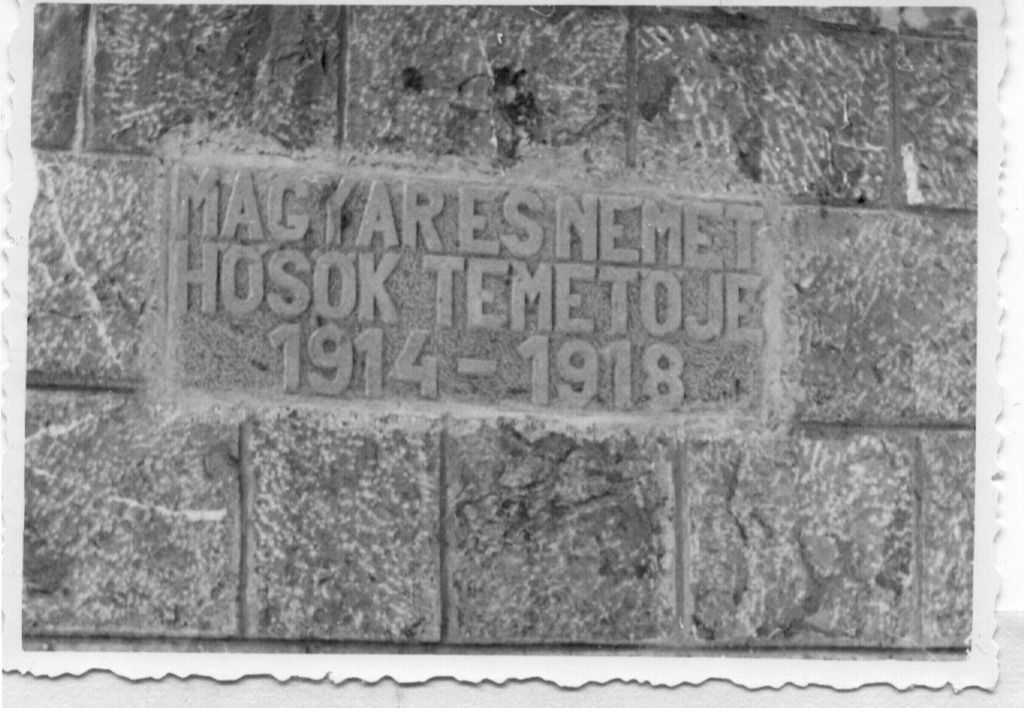 MAGYAR ES NEMET
HOSOK TEMETOJE
1914 - 1918